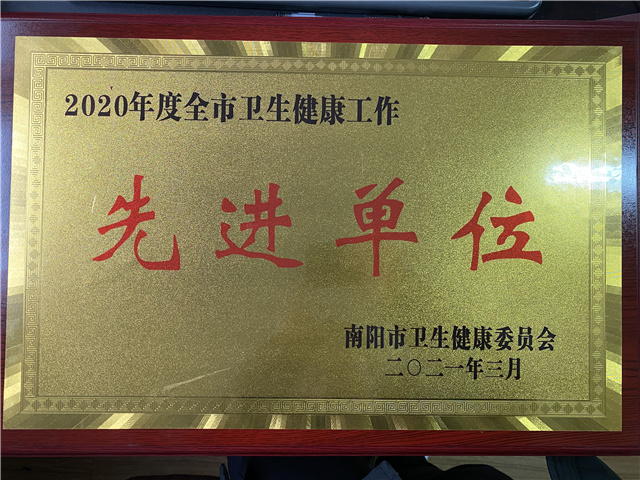 2020年度全市卫生健康工作
先进单位
南阳市卫生健康委员会
二〇二一年三月